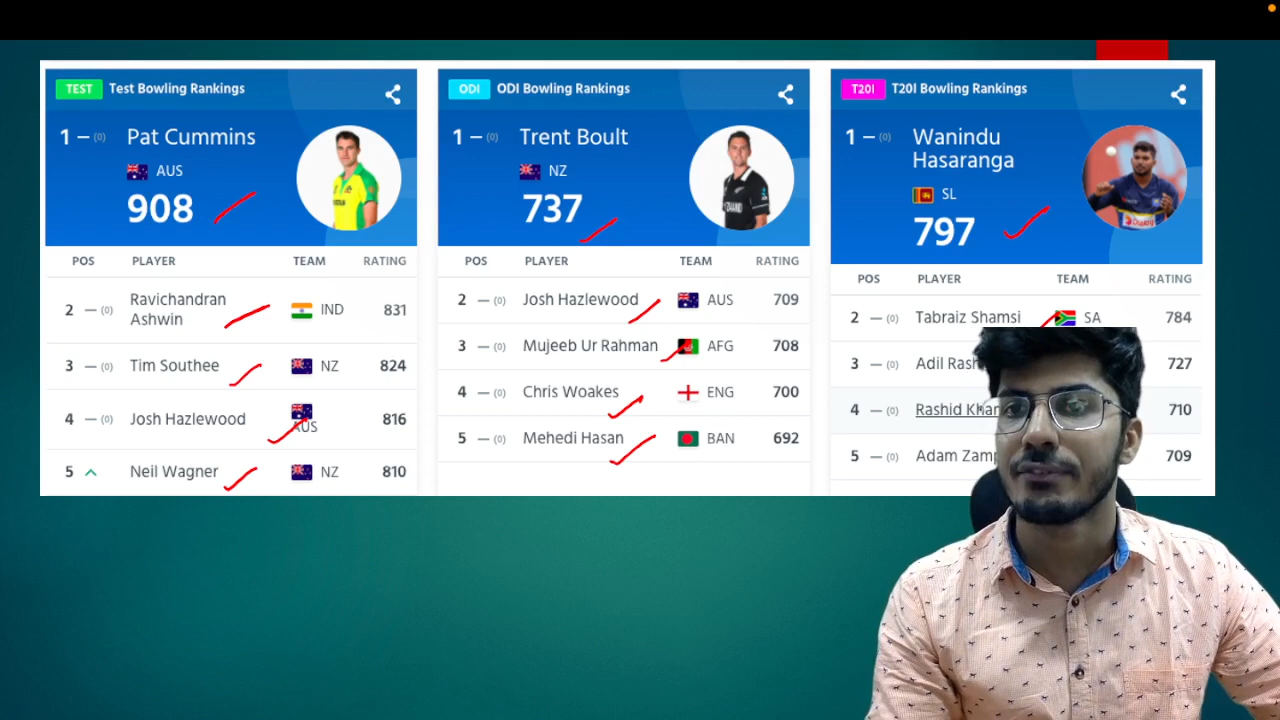 TEST Test Bowling Rankings
1 — (0) Pat Cummins
AUS
908
POS PLAYER TEAM RATING
2 — (0) Ravichandran Ashwin IND 831
3 — (0) Tim Southee NZ 824
4 — (0) Josh Hazlewood AUS 816
5 Neil Wagner NZ 810
ODI ODI Bowling Rankings
1 — (0) Trent Boult
NZ
737
POS PLAYER TEAM RATING
2 — (0) Josh Hazlewood AUS 709
3 — (0) Mujeeb Ur Rahman AFG 708
4 — (0) Chris Woakes ENG 700
5 — (0) Mehedi Hasan BAN 692
T20I T20I Bowling Rankings
1 — (0) Wanindu
Hasaranga
SL
797
POS PLAYER TEAM RATING
2 — (0) Tabraiz Shamsi SA 784
3 — (0) Adil 727
4 — (0) Rashid 710
5 — (0) Adam 709